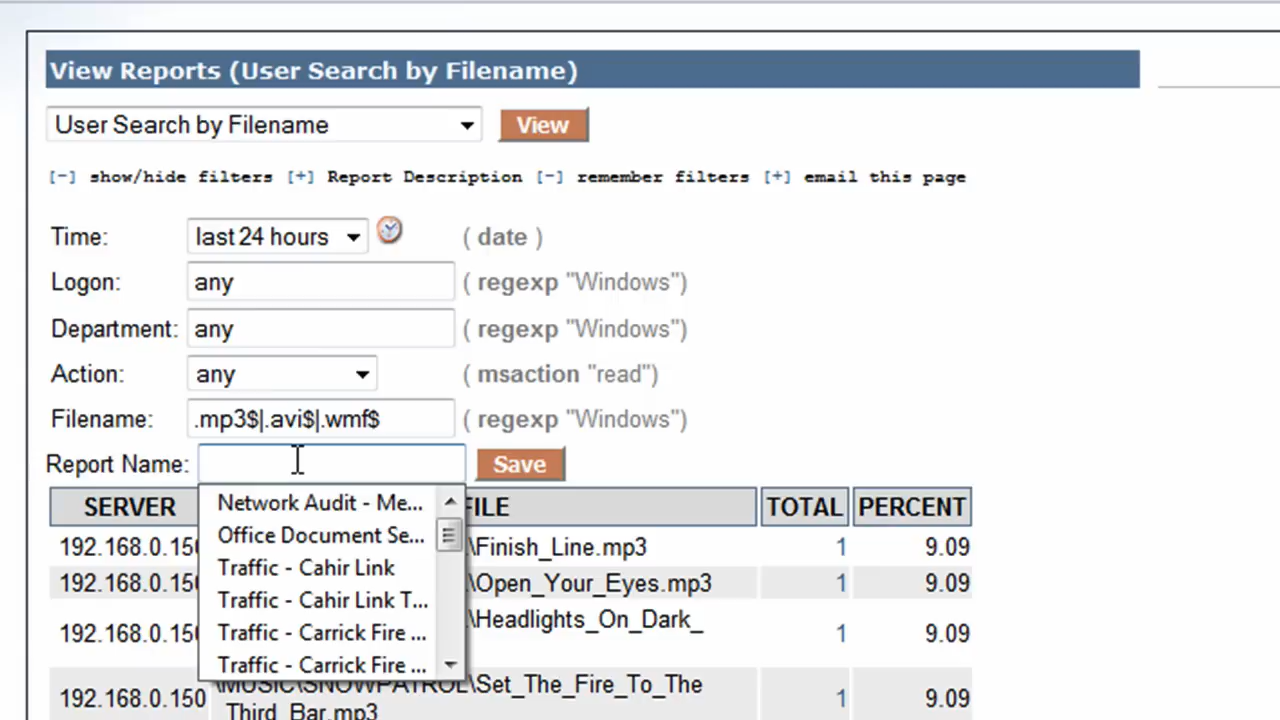 View Reports (User Search by Filename)
User Search by Filename View
[-] show/hide filters [+] Report Description [-] remember filters [+] email this page
Time: last 24 hours ( date )
Logon: any ( regexp "Windows")
Department: any ( regexp "Windows")
Action: any ( msaction "read")
Filename: .mp3$|.avi$|.wmf$ ( regexp "Windows")
Report Name: Save
SERVER FILE TOTAL PERCENT
Network Audit - Me...
Office Document Se...
Traffic - Cahir Link
Traffic - Cahir Link T...
Traffic - Carrick Fire ...
Traffic - Carrick Fire ...
192.168.0.150 \Finish_Line.mp3 1 9.09
192.168.0.150 \Open_Your_Eyes.mp3 1 9.09
192.168.0.150 \Headlights_On_Dark_ 1 9.09
192.168.0.150 \MUSIC\SNOWPATROL\Set_The_Fire_To_The 1 9.09
_Third_Bar.mp3